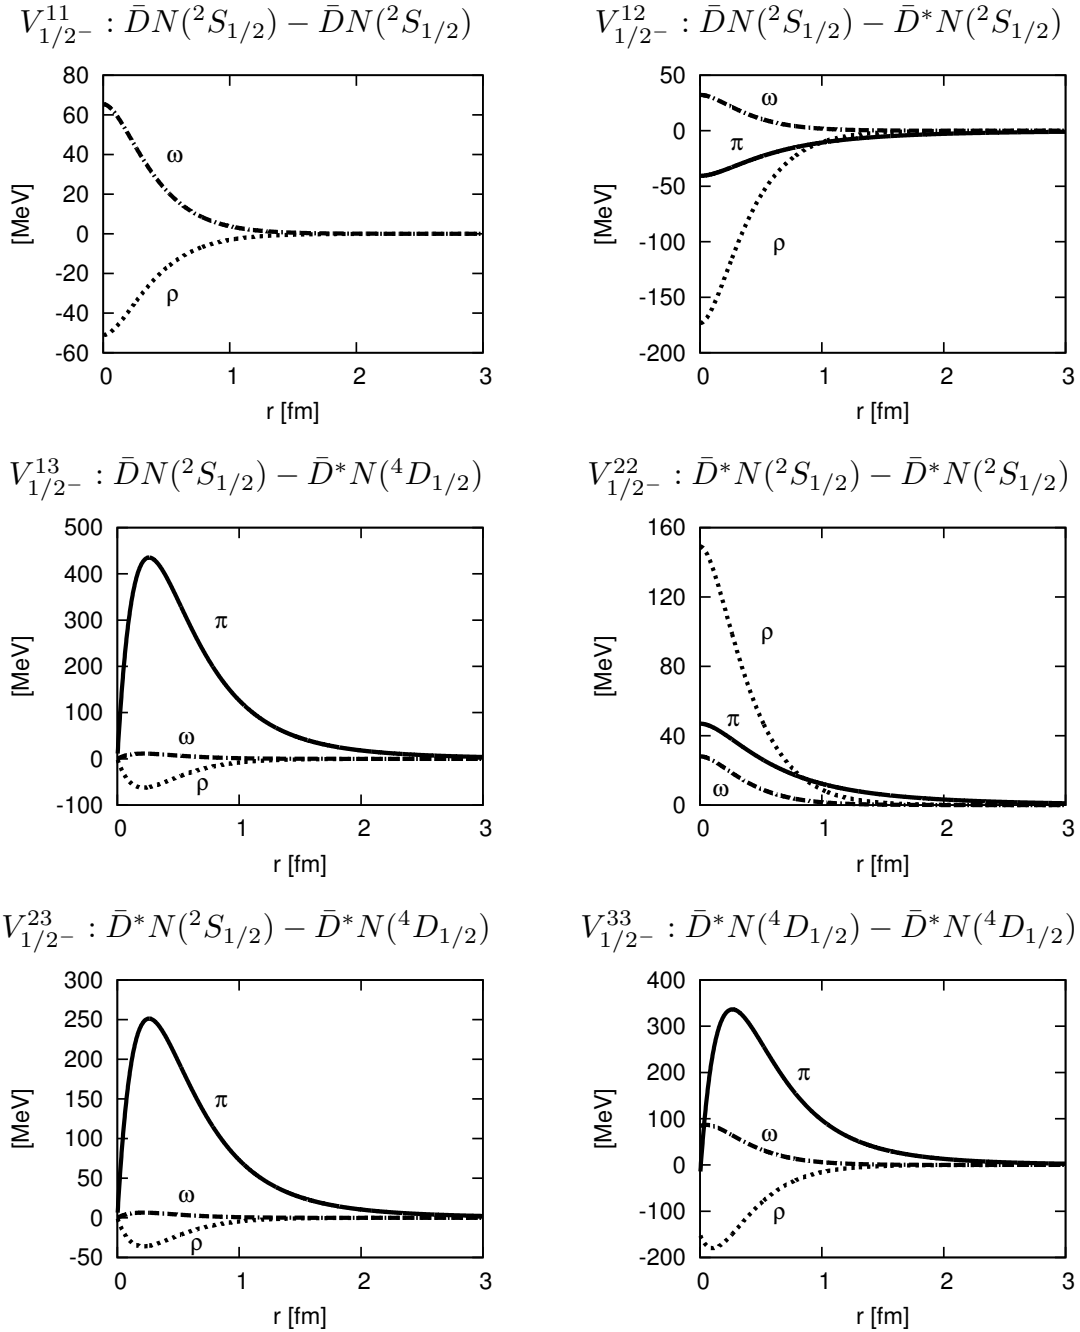 V^{11}_{1/2^-} : D̄N(²S_{1/2}) − D̄N(²S_{1/2})
80
60
40
20
0
-20
-40
-60
[MeV]
ω
ρ
0 1 2 3
r [fm]
V^{12}_{1/2^-} : D̄N(²S_{1/2}) − D̄*N(²S_{1/2})
50
0
-50
-100
-150
-200
[MeV]
ω
π
ρ
0 1 2 3
r [fm]
V^{13}_{1/2^-} : D̄N(²S_{1/2}) − D̄*N(⁴D_{1/2})
500
400
300
200
100
0
-100
[MeV]
π
ω
ρ
0 1 2 3
r [fm]
V^{22}_{1/2^-} : D̄*N(²S_{1/2}) − D̄*N(²S_{1/2})
160
120
80
40
0
[MeV]
ρ
π
ω
0 1 2 3
r [fm]
V^{23}_{1/2^-} : D̄*N(²S_{1/2}) − D̄*N(⁴D_{1/2})
300
250
200
150
100
50
0
-50
[MeV]
π
ω
ρ
0 1 2 3
r [fm]
V^{33}_{1/2^-} : D̄*N(⁴D_{1/2}) − D̄*N(⁴D_{1/2})
400
300
200
100
0
-100
-200
[MeV]
π
ω
ρ
0 1 2 3
r [fm]